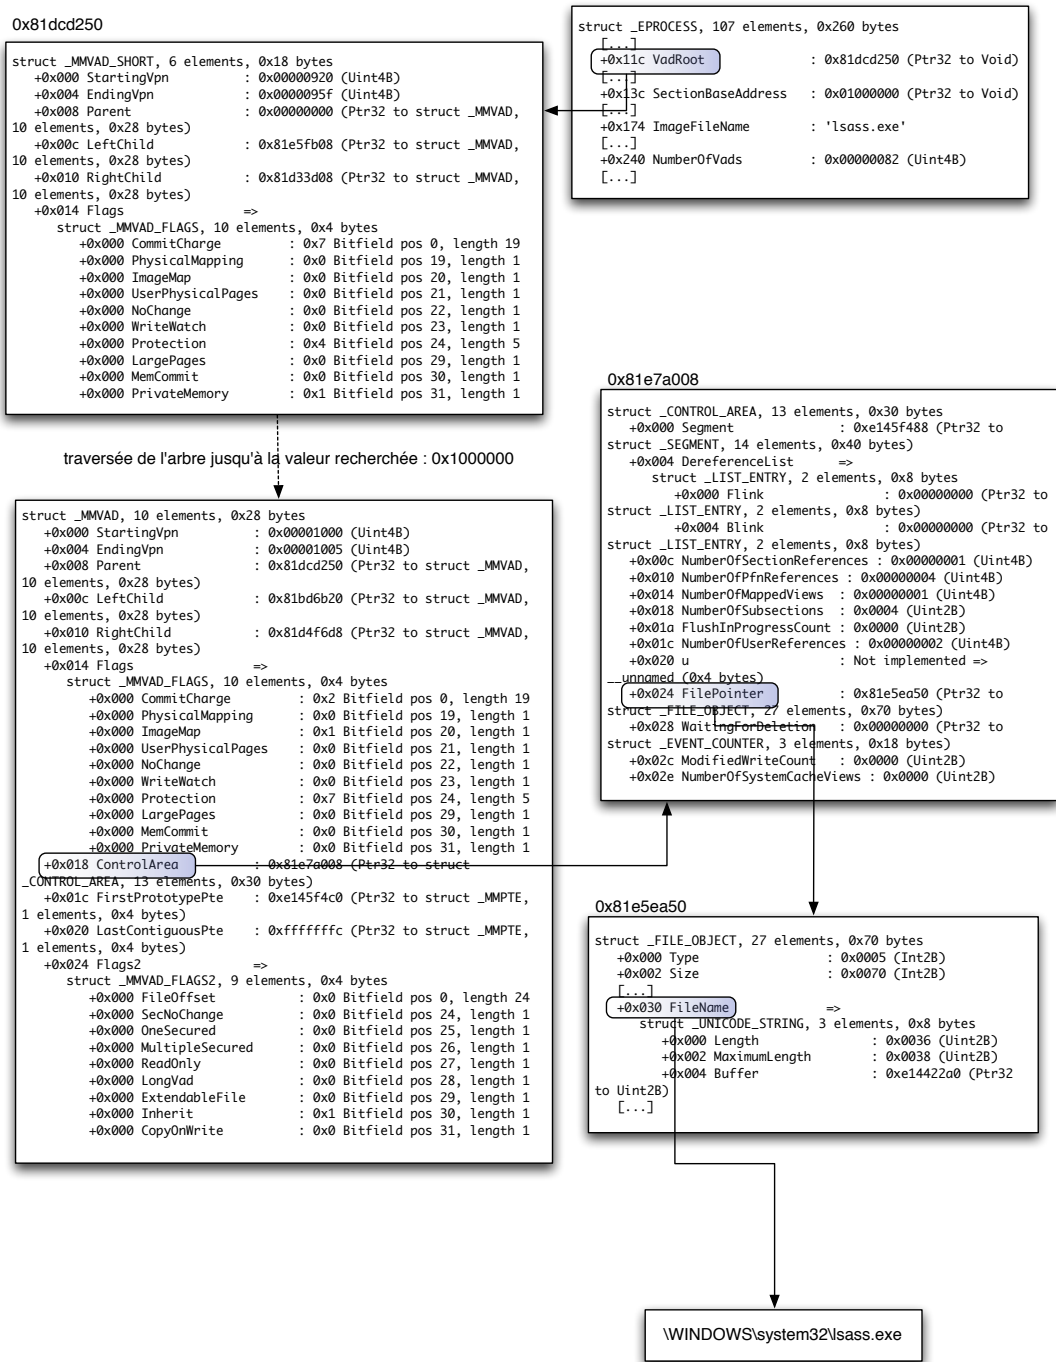 0x81dcd250
struct _MMVAD_SHORT, 6 elements, 0x18 bytes
+0x000 StartingVpn : 0x00000920 (Uint4B)
+0x004 EndingVpn : 0x0000095f (Uint4B)
+0x008 Parent : 0x00000000 (Ptr32 to struct _MMVAD,
10 elements, 0x28 bytes)
+0x00c LeftChild : 0x81e5fb08 (Ptr32 to struct _MMVAD,
10 elements, 0x28 bytes)
+0x010 RightChild : 0x81d33d08 (Ptr32 to struct _MMVAD,
10 elements, 0x28 bytes)
+0x014 Flags =>
struct _MMVAD_FLAGS, 10 elements, 0x4 bytes
+0x000 CommitCharge : 0x7 Bitfield pos 0, length 19
+0x000 PhysicalMapping : 0x0 Bitfield pos 19, length 1
+0x000 ImageMap : 0x0 Bitfield pos 20, length 1
+0x000 UserPhysicalPages : 0x0 Bitfield pos 21, length 1
+0x000 NoChange : 0x0 Bitfield pos 22, length 1
+0x000 WriteWatch : 0x0 Bitfield pos 23, length 1
+0x000 Protection : 0x4 Bitfield pos 24, length 5
+0x000 LargePages : 0x0 Bitfield pos 29, length 1
+0x000 MemCommit : 0x0 Bitfield pos 30, length 1
+0x000 PrivateMemory : 0x1 Bitfield pos 31, length 1
struct _EPROCESS, 107 elements, 0x260 bytes
[...]
+0x11c VadRoot : 0x81dcd250 (Ptr32 to Void)
[...]
+0x13c SectionBaseAddress : 0x01000000 (Ptr32 to Void)
[...]
+0x174 ImageFileName : 'lsass.exe'
[...]
+0x240 NumberOfVads : 0x00000082 (Uint4B)
[...]
traversée de l'arbre jusqu'à la valeur recherchée : 0x1000000
struct _MMVAD, 10 elements, 0x28 bytes
+0x000 StartingVpn : 0x00001000 (Uint4B)
+0x004 EndingVpn : 0x00001005 (Uint4B)
+0x008 Parent : 0x81dcd250 (Ptr32 to struct _MMVAD,
10 elements, 0x28 bytes)
+0x00c LeftChild : 0x81bd6b20 (Ptr32 to struct _MMVAD,
10 elements, 0x28 bytes)
+0x010 RightChild : 0x81d4f6d8 (Ptr32 to struct _MMVAD,
10 elements, 0x28 bytes)
+0x014 Flags =>
struct _MMVAD_FLAGS, 10 elements, 0x4 bytes
+0x000 CommitCharge : 0x2 Bitfield pos 0, length 19
+0x000 PhysicalMapping : 0x0 Bitfield pos 19, length 1
+0x000 ImageMap : 0x1 Bitfield pos 20, length 1
+0x000 UserPhysicalPages : 0x0 Bitfield pos 21, length 1
+0x000 NoChange : 0x0 Bitfield pos 22, length 1
+0x000 WriteWatch : 0x0 Bitfield pos 23, length 1
+0x000 Protection : 0x7 Bitfield pos 24, length 5
+0x000 LargePages : 0x0 Bitfield pos 29, length 1
+0x000 MemCommit : 0x0 Bitfield pos 30, length 1
+0x000 PrivateMemory : 0x0 Bitfield pos 31, length 1
+0x018 ControlArea : 0x81e7a008 (Ptr32 to struct
_CONTROL_AREA, 13 elements, 0x30 bytes)
+0x01c FirstPrototypePte : 0xe145f4c0 (Ptr32 to struct _MMPTE,
1 elements, 0x4 bytes)
+0x020 LastContiguousPte : 0xfffffffc (Ptr32 to struct _MMPTE,
1 elements, 0x4 bytes)
+0x024 Flags2 =>
struct _MMVAD_FLAGS2, 9 elements, 0x4 bytes
+0x000 FileOffset : 0x0 Bitfield pos 0, length 24
+0x000 SecNoChange : 0x0 Bitfield pos 24, length 1
+0x000 OneSecured : 0x0 Bitfield pos 25, length 1
+0x000 MultipleSecured : 0x0 Bitfield pos 26, length 1
+0x000 ReadOnly : 0x0 Bitfield pos 27, length 1
+0x000 LongVad : 0x0 Bitfield pos 28, length 1
+0x000 ExtendableFile : 0x0 Bitfield pos 29, length 1
+0x000 Inherit : 0x1 Bitfield pos 30, length 1
+0x000 CopyOnWrite : 0x0 Bitfield pos 31, length 1
0x81e7a008
struct _CONTROL_AREA, 13 elements, 0x30 bytes
+0x000 Segment : 0xe145f488 (Ptr32 to
struct _SEGMENT, 14 elements, 0x40 bytes)
+0x004 DereferenceList =>
struct _LIST_ENTRY, 2 elements, 0x8 bytes
+0x000 Flink : 0x00000000 (Ptr32 to
struct _LIST_ENTRY, 2 elements, 0x8 bytes)
+0x004 Blink : 0x00000000 (Ptr32 to
struct _LIST_ENTRY, 2 elements, 0x8 bytes)
+0x00c NumberOfSectionReferences : 0x00000001 (Uint4B)
+0x010 NumberOfPfnReferences : 0x00000004 (Uint4B)
+0x014 NumberOfMappedViews : 0x00000001 (Uint4B)
+0x018 NumberOfSubsections : 0x0004 (Uint2B)
+0x01a FlushInProgressCount : 0x0000 (Uint2B)
+0x01c NumberOfUserReferences : 0x00000002 (Uint4B)
+0x020 u : Not implemented =>
__unnamed (0x4 bytes)
+0x024 FilePointer : 0x81e5ea50 (Ptr32 to
struct _FILE_OBJECT, 27 elements, 0x70 bytes)
+0x028 WaitingForDeletion : 0x00000000 (Ptr32 to
struct _EVENT_COUNTER, 3 elements, 0x18 bytes)
+0x02c ModifiedWriteCount : 0x0000 (Uint2B)
+0x02e NumberOfSystemCacheViews : 0x0000 (Uint2B)
0x81e5ea50
struct _FILE_OBJECT, 27 elements, 0x70 bytes
+0x000 Type : 0x0005 (Int2B)
+0x002 Size : 0x0070 (Int2B)
[...]
+0x030 FileName =>
struct _UNICODE_STRING, 3 elements, 0x8 bytes
+0x000 Length : 0x0036 (Uint2B)
+0x002 MaximumLength : 0x0038 (Uint2B)
+0x004 Buffer : 0xe14422a0 (Ptr32
to Uint2B)
[...]
\WINDOWS\system32\lsass.exe